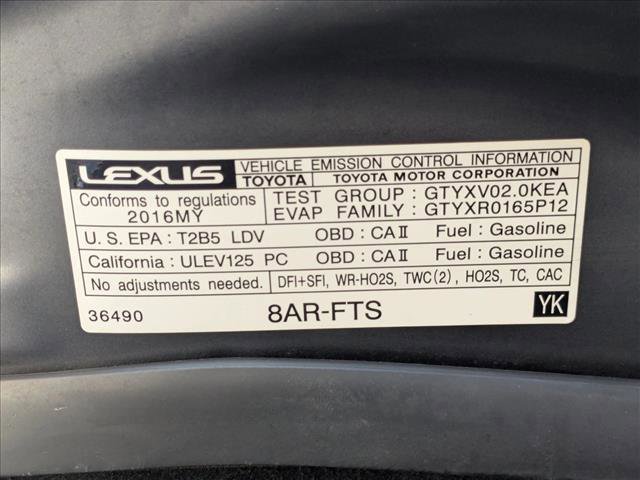 LEXUS VEHICLE EMISSION CONTROL INFORMATION
TOYOTA TOYOTA MOTOR CORPORATION
Conforms to regulations
2016MY
TEST GROUP : GTYXV02.0KEA
EVAP FAMILY : GTYXR0165P12
U. S. EPA : T2B5 LDV OBD : CAⅡ Fuel : Gasoline
California : ULEV125 PC OBD : CAⅡ Fuel : Gasoline
No adjustments needed. DFI+SFI, WR-HO2S, TWC(2), HO2S, TC, CAC
36490 8AR-FTS YK